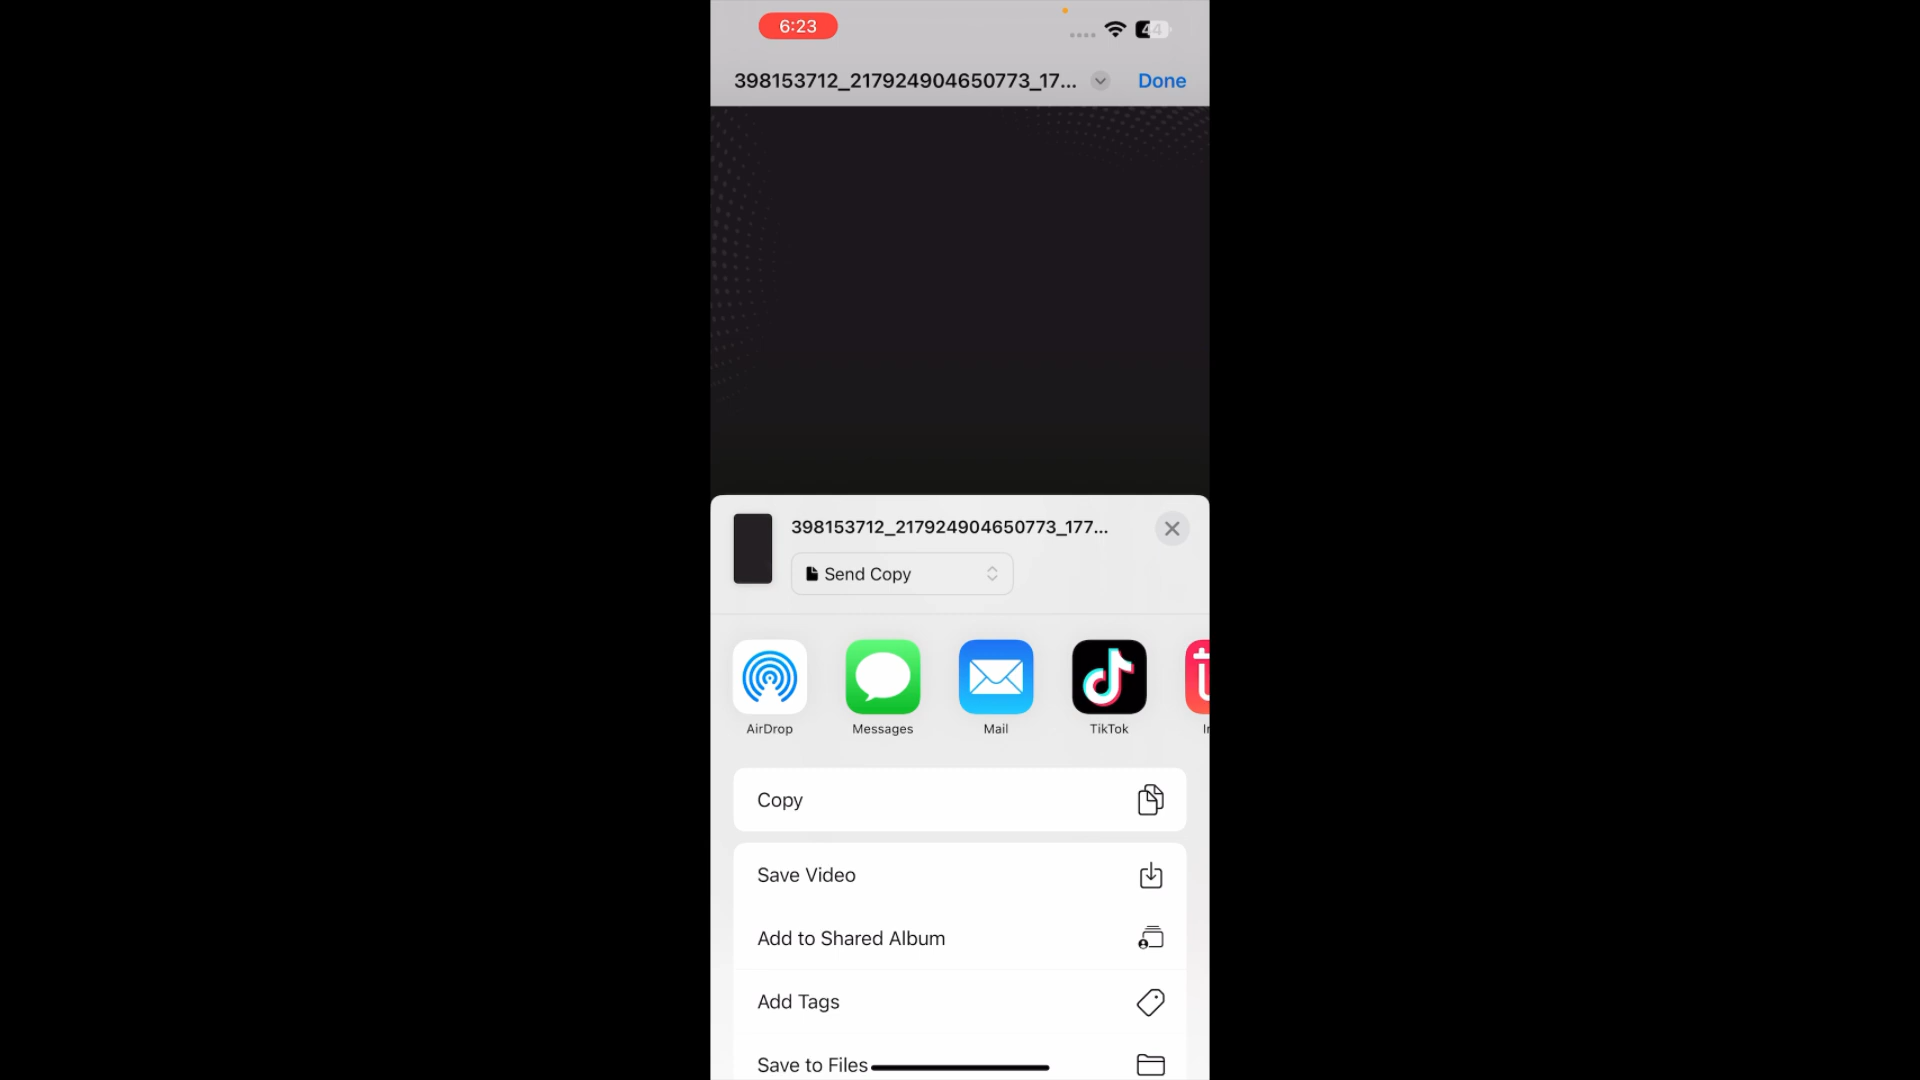 6:23
44
398153712_217924904650773_17...
Done
398153712_217924904650773_177...
Send Copy
AirDrop
Messages
Mail
TikTok
Copy
Save Video
Add to Shared Album
Add Tags
Save to Files